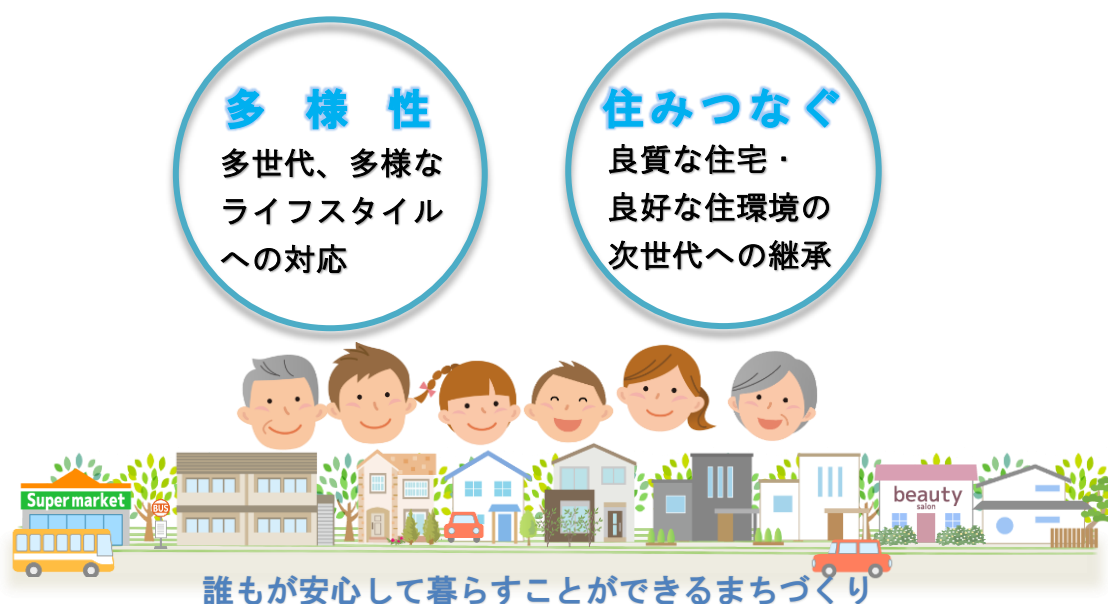 多様性
多世代、多様な
ライフスタイル
への対応
住みつなぐ
良質な住宅・
良好な住環境の
次世代への継承
Super market
BUS
beauty
salon
誰もが安心して暮らすことができるまちづくり